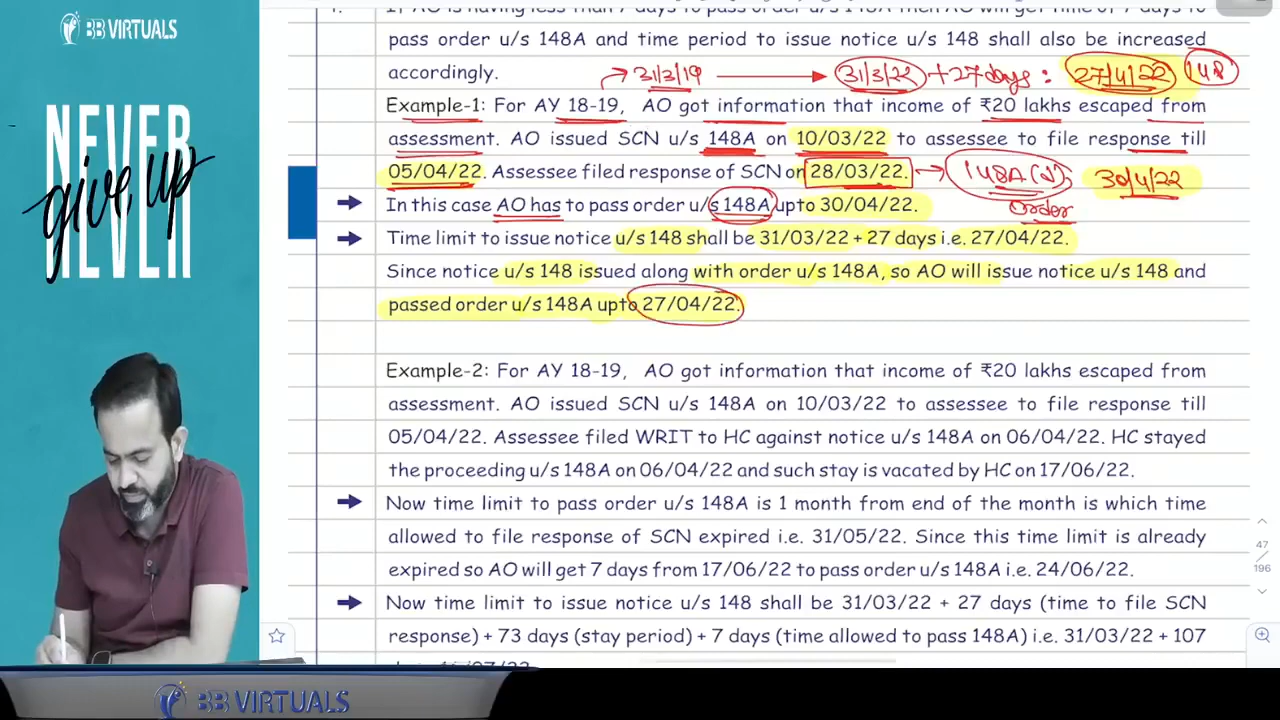 BB VIRTUALS
NEVER
give up
NEVER
pass order u/s 148A and time period to issue notice u/s 148 shall also be increased
accordingly. 31/3/19 31/3/22 + 27 days : 27/4/22 148
Example-1: For AY 18-19, AO got information that income of ₹20 lakhs escaped from
assessment. AO issued SCN u/s 148A on 10/03/22 to assessee to file response till
05/04/22. Assessee filed response of SCN on 28/03/22. 148A(d) 30/4/22
Order
In this case AO has to pass order u/s 148A upto 30/04/22.
Time limit to issue notice u/s 148 shall be 31/03/22 + 27 days i.e. 27/04/22.
Since notice u/s 148 issued along with order u/s 148A, so AO will issue notice u/s 148 and
passed order u/s 148A upto 27/04/22.
Example-2: For AY 18-19, AO got information that income of ₹20 lakhs escaped from
assessment. AO issued SCN u/s 148A on 10/03/22 to assessee to file response till
05/04/22. Assessee filed WRIT to HC against notice u/s 148A on 06/04/22. HC stayed
the proceeding u/s 148A on 06/04/22 and such stay is vacated by HC on 17/06/22.
Now time limit to pass order u/s 148A is 1 month from end of the month is which time
allowed to file response of SCN expired i.e. 31/05/22. Since this time limit is already
expired so AO will get 7 days from 17/06/22 to pass order u/s 148A i.e. 24/06/22.
Now time limit to issue notice u/s 148 shall be 31/03/22 + 27 days (time to file SCN
response) + 73 days (stay period) + 7 days (time allowed to pass 148A) i.e. 31/03/22 + 107
47
196
BB VIRTUALS